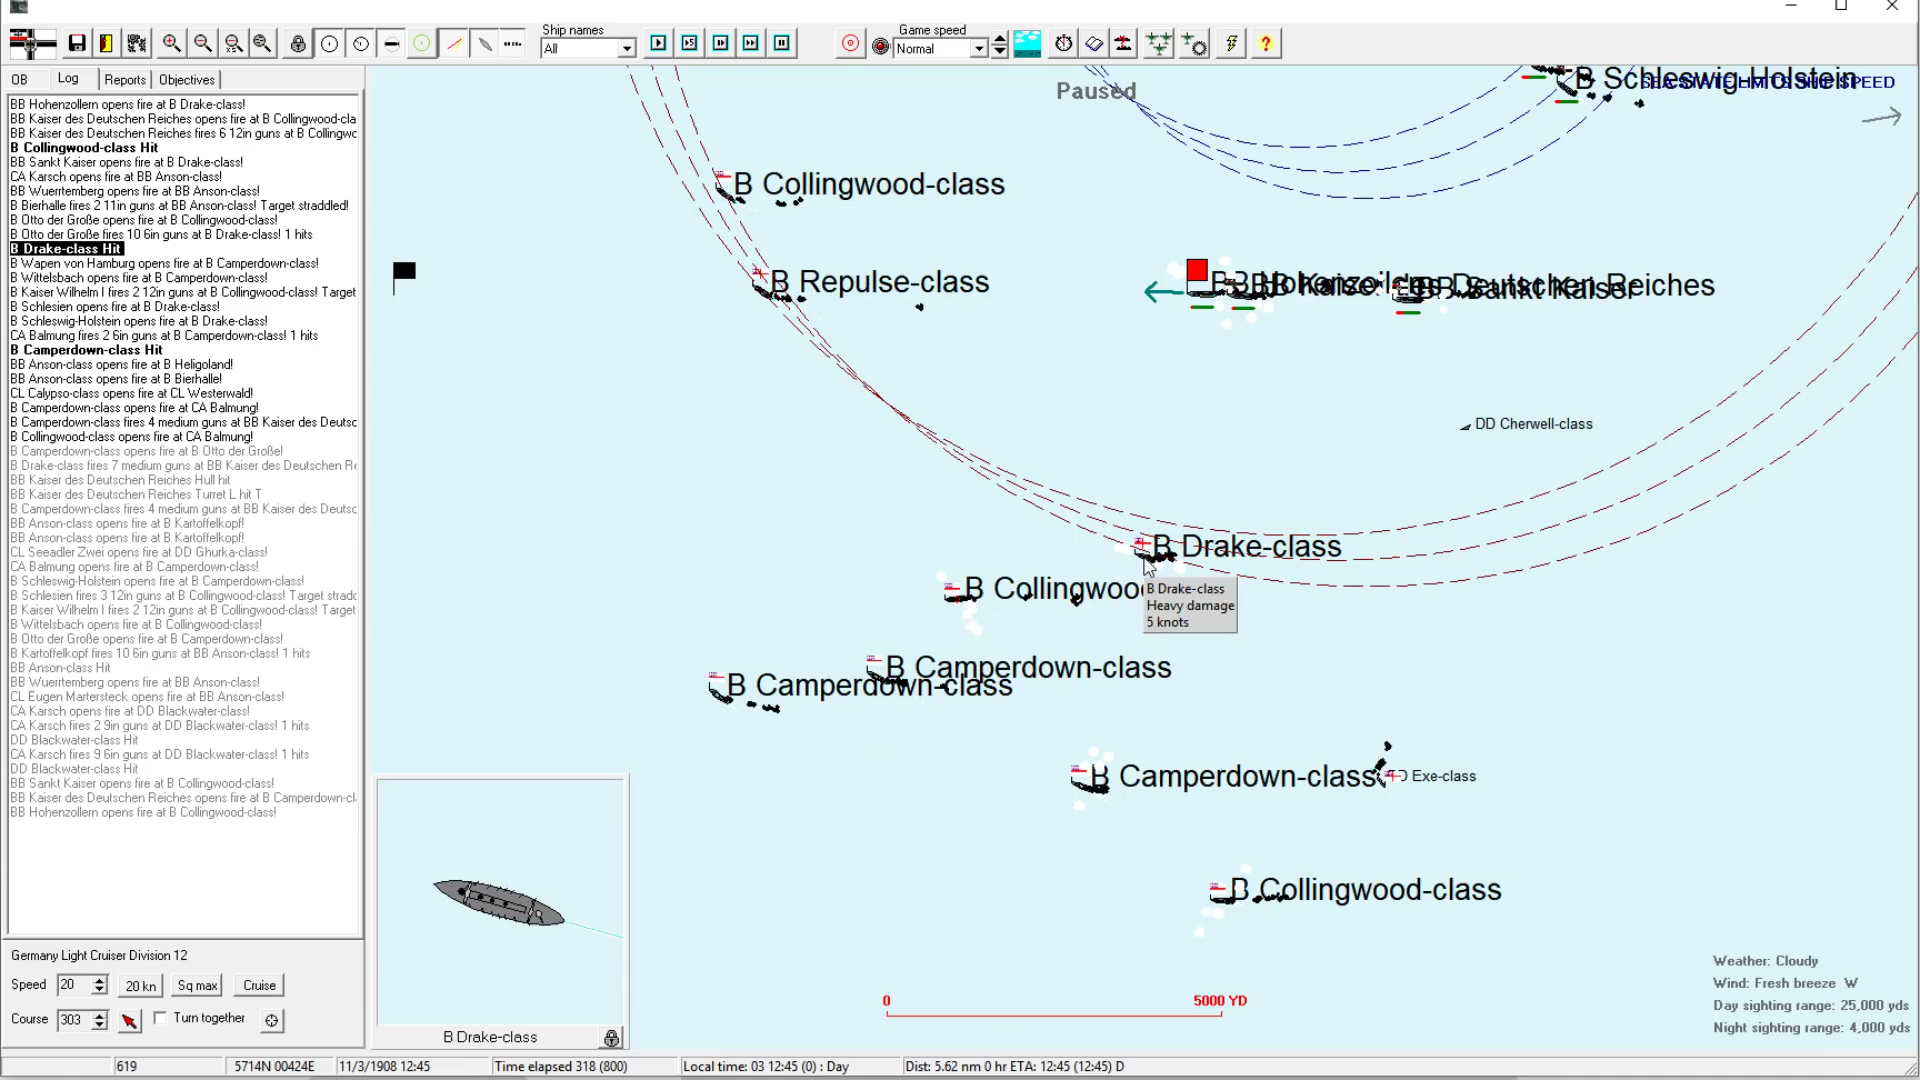 Ship names
All
Game speed
Normal
OB
Log
Reports
Objectives
BB Hohenzollern opens fire at B Drake-class!
BB Kaiser des Deutschen Reiches opens fire at B Collingwood-cla
BB Kaiser des Deutschen Reiches fires 6 12in guns at B Collingwo
B Collingwood-class Hit
BB Sankt Kaiser opens fire at B Drake-class!
CA Karsch opens fire at BB Anson-class!
BB Wuerrtemberg opens fire at BB Anson-class!
B Bierhalle fires 2 11in guns at BB Anson-class! Target straddled!
B Otto der Große opens fire at B Collingwood-class!
B Otto der Große fires 10 6in guns at B Drake-class! 1 hits
B Drake-class Hit
B Wapen von Hamburg opens fire at B Camperdown-class!
B Wittelsbach opens fire at B Camperdown-class!
B Kaiser Wilhelm I fires 2 12in guns at B Collingwood-class! Target
B Schlesien opens fire at B Drake-class!
B Schleswig-Holstein opens fire at B Drake-class!
CA Balmung fires 2 6in guns at B Camperdown-class! 1 hits
B Camperdown-class Hit
BB Anson-class opens fire at B Heligoland!
BB Anson-class opens fire at B Bierhalle!
CL Calypso-class opens fire at CL Westerwald!
B Camperdown-class opens fire at CA Balmung!
B Camperdown-class fires 4 medium guns at BB Kaiser des Deutsc
B Collingwood-class opens fire at CA Balmung!
B Camperdown-class opens fire at B Otto der Große!
B Drake-class fires 7 medium guns at BB Kaiser des Deutschen Re
BB Kaiser des Deutschen Reiches Hull hit
BB Kaiser des Deutschen Reiches Turret L hit T
B Camperdown-class fires 4 medium guns at BB Kaiser des Deutsc
BB Anson-class opens fire at B Kartoffelkopf!
BB Anson-class opens fire at B Kartoffelkopf!
CL Seeadler Zwei opens fire at DD Ghurka-class!
CA Balmung opens fire at B Camperdown-class!
B Schleswig-Holstein opens fire at B Camperdown-class!
B Schlesien fires 3 12in guns at B Collingwood-class! Target stradd
B Kaiser Wilhelm I fires 2 12in guns at B Collingwood-class! Target
B Wittelsbach opens fire at B Collingwood-class!
B Otto der Große opens fire at B Camperdown-class!
B Kartoffelkopf fires 10 6in guns at BB Anson-class! 1 hits
BB Anson-class Hit
BB Wuerrtemberg opens fire at BB Anson-class!
CL Eugen Martersteck opens fire at BB Anson-class!
CA Karsch opens fire at DD Blackwater-class!
CA Karsch fires 2 9in guns at DD Blackwater-class! 1 hits
DD Blackwater-class Hit
CA Karsch fires 9 6in guns at DD Blackwater-class! 1 hits
DD Blackwater-class Hit
BB Sankt Kaiser opens fire at B Collingwood-class!
BB Kaiser des Deutschen Reiches opens fire at B Camperdown-cl
BB Hohenzollern opens fire at B Collingwood-class!
Paused
B Schleswig-Holstein
SEA STATE LIMITS SHIP SPEED
B Collingwood-class
B Repulse-class
BB Hohenzollern
BB Kaiser des Deutschen Reiches
BB Sankt Kaiser
DD Cherwell-class
B Drake-class
B Collingwood
B Drake-class
Heavy damage
5 knots
B Camperdown-class
B Camperdown-class
B Camperdown-class
Exe-class
B Collingwood-class
0
5000 YD
Weather: Cloudy
Wind: Fresh breeze W
Day sighting range: 25,000 yds
Night sighting range: 4,000 yds
B Drake-class
Germany Light Cruiser Division 12
Speed
20
20 kn
Sq max
Cruise
Course
303
Turn together
619
5714N 00424E
11/3/1908 12:45
Time elapsed 318 (800)
Local time: 03 12:45 (0) : Day
Dist: 5.62 nm 0 hr ETA: 12:45 (12:45) D